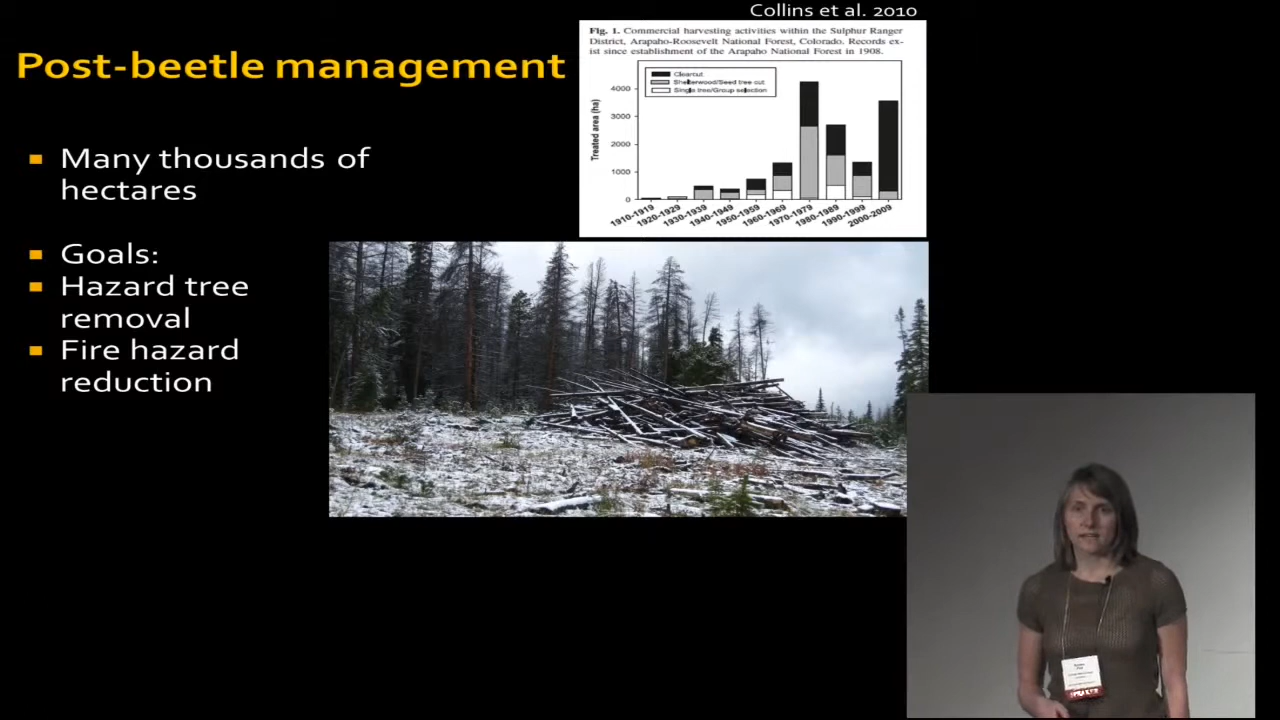 Collins et al. 2010
Post-beetle management
Fig. 1. Commercial harvesting activities within the Sulphur Ranger
District, Arapaho-Roosevelt National Forest, Colorado. Records ex-
ist since establishment of the Arapaho National Forest in 1908.
Clearcut
Shelterwood/Seed tree cut
Single tree/Group selection
Treated area (ha)
4000
3000
2000
1000
0
1910-1919
1920-1929
1930-1939
1940-1949
1950-1959
1960-1969
1970-1979
1980-1989
1990-1999
2000-2009
Many thousands of
hectares
Goals:
Hazard tree
removal
Fire hazard
reduction
SPEAKER